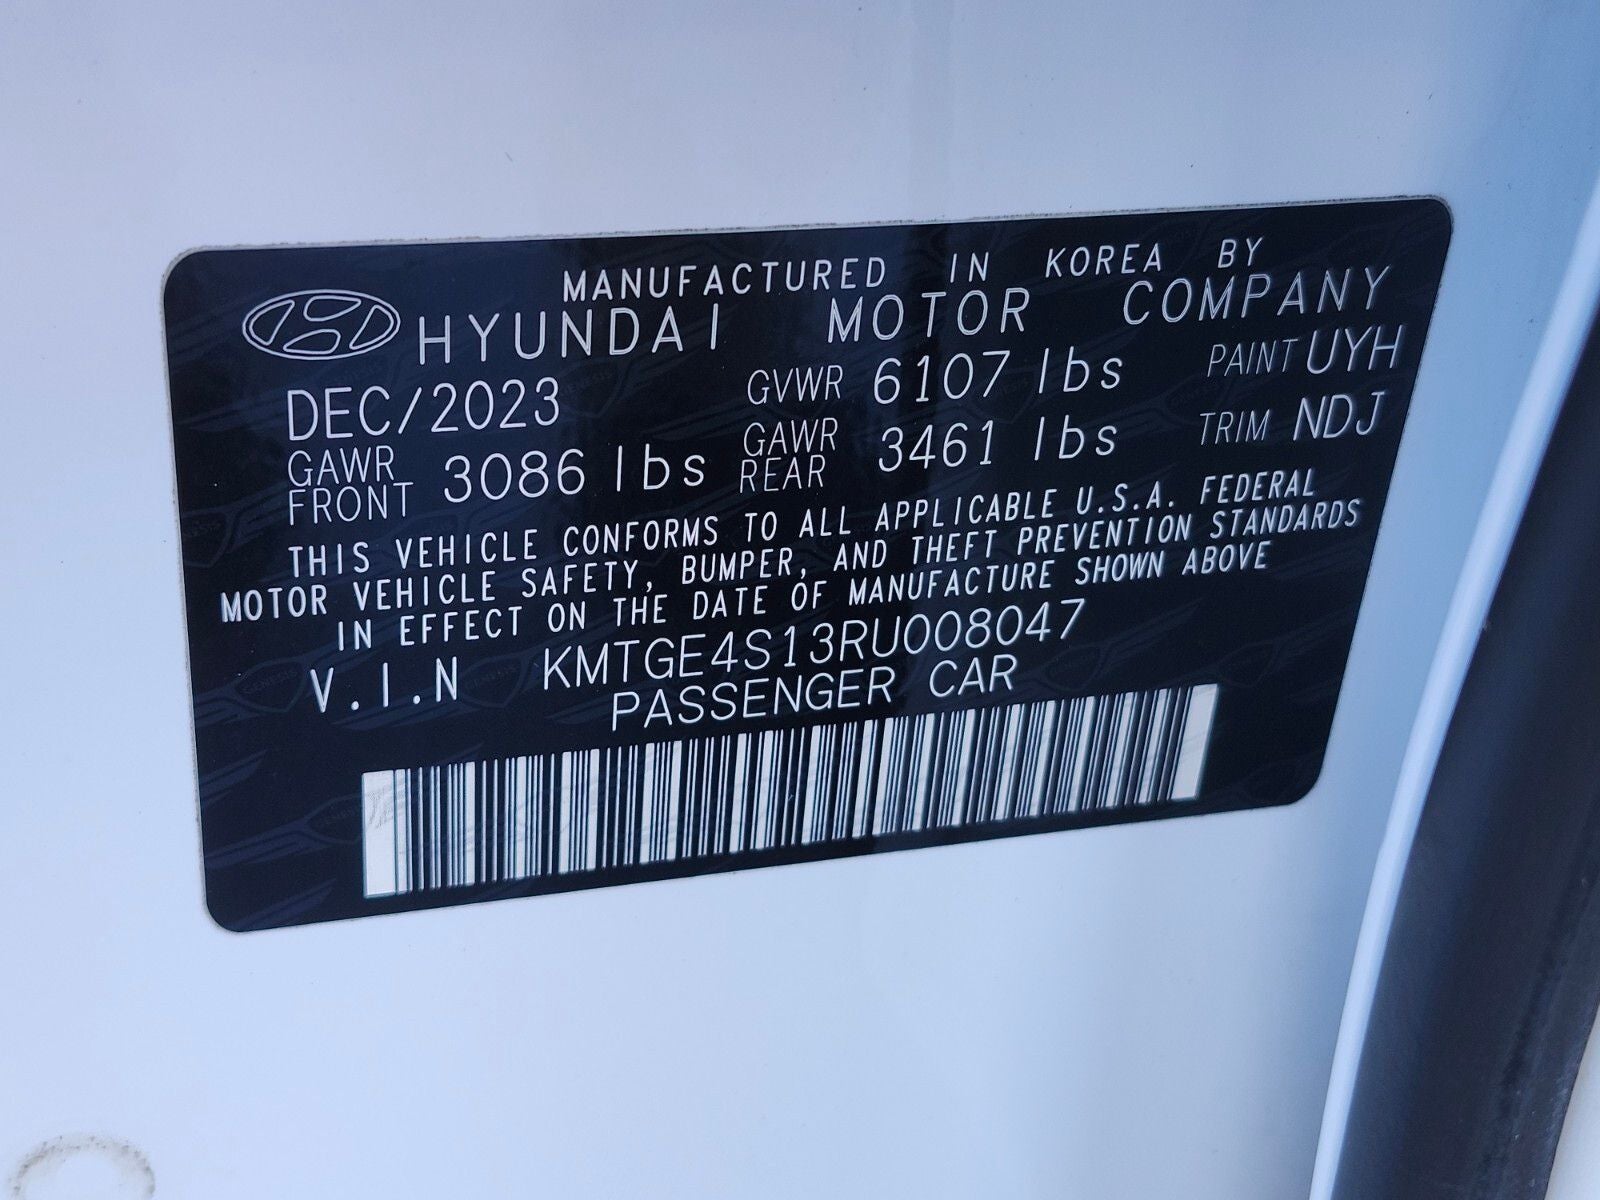 MANUFACTURED IN KOREA BY
HYUNDAI MOTOR COMPANY
DEC/2023 GVWR 6107 lbs PAINT UYH
GAWR FRONT 3086 lbs GAWR REAR 3461 lbs TRIM NDJ
THIS VEHICLE CONFORMS TO ALL APPLICABLE U.S.A. FEDERAL
MOTOR VEHICLE SAFETY, BUMPER, AND THEFT PREVENTION STANDARDS
IN EFFECT ON THE DATE OF MANUFACTURE SHOWN ABOVE
V.I.N KMTGE4S13RU008047
PASSENGER CAR